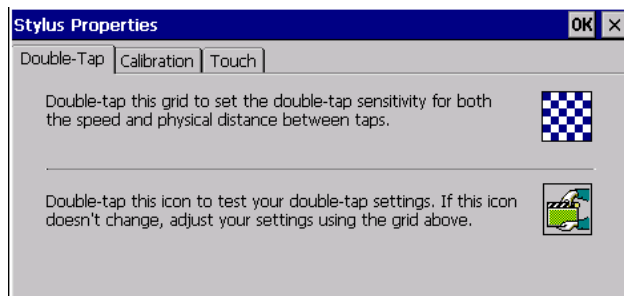 Stylus Properties OK ×
Double-Tap Calibration Touch
Double-tap this grid to set the double-tap sensitivity for both
the speed and physical distance between taps.
Double-tap this icon to test your double-tap settings. If this icon
doesn't change, adjust your settings using the grid above.